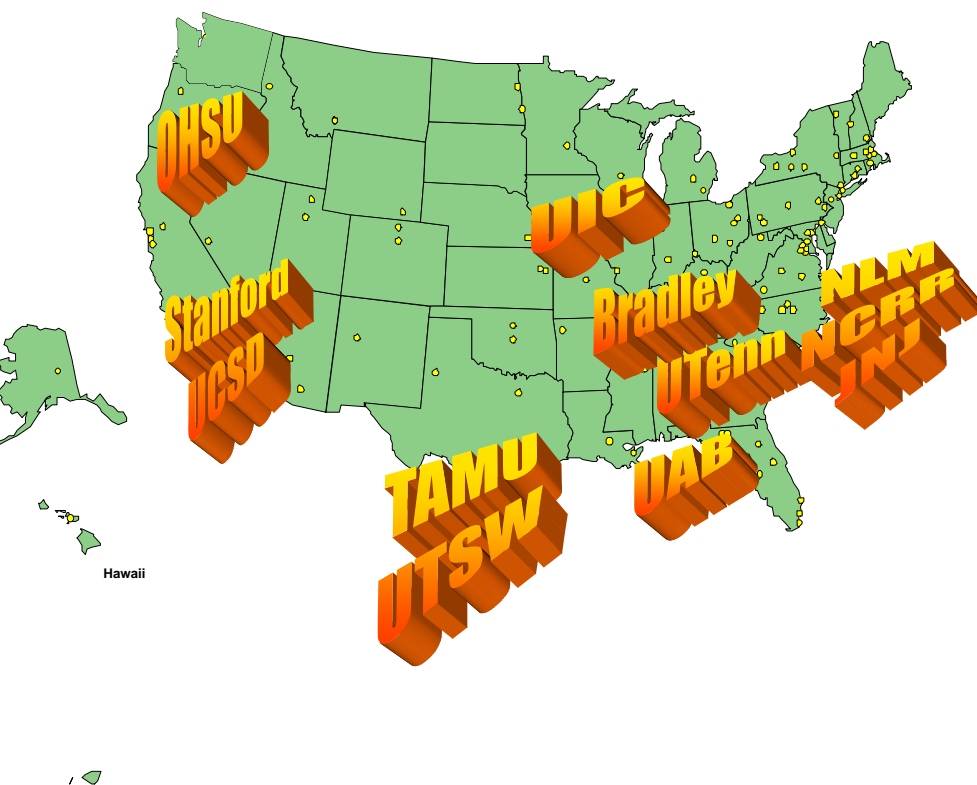 OHSU
UIC
Stanford
UCSD
Bradley
NLM
NCRR
JNJ
UTenn
TAMU
UTSW
UAB
Hawaii